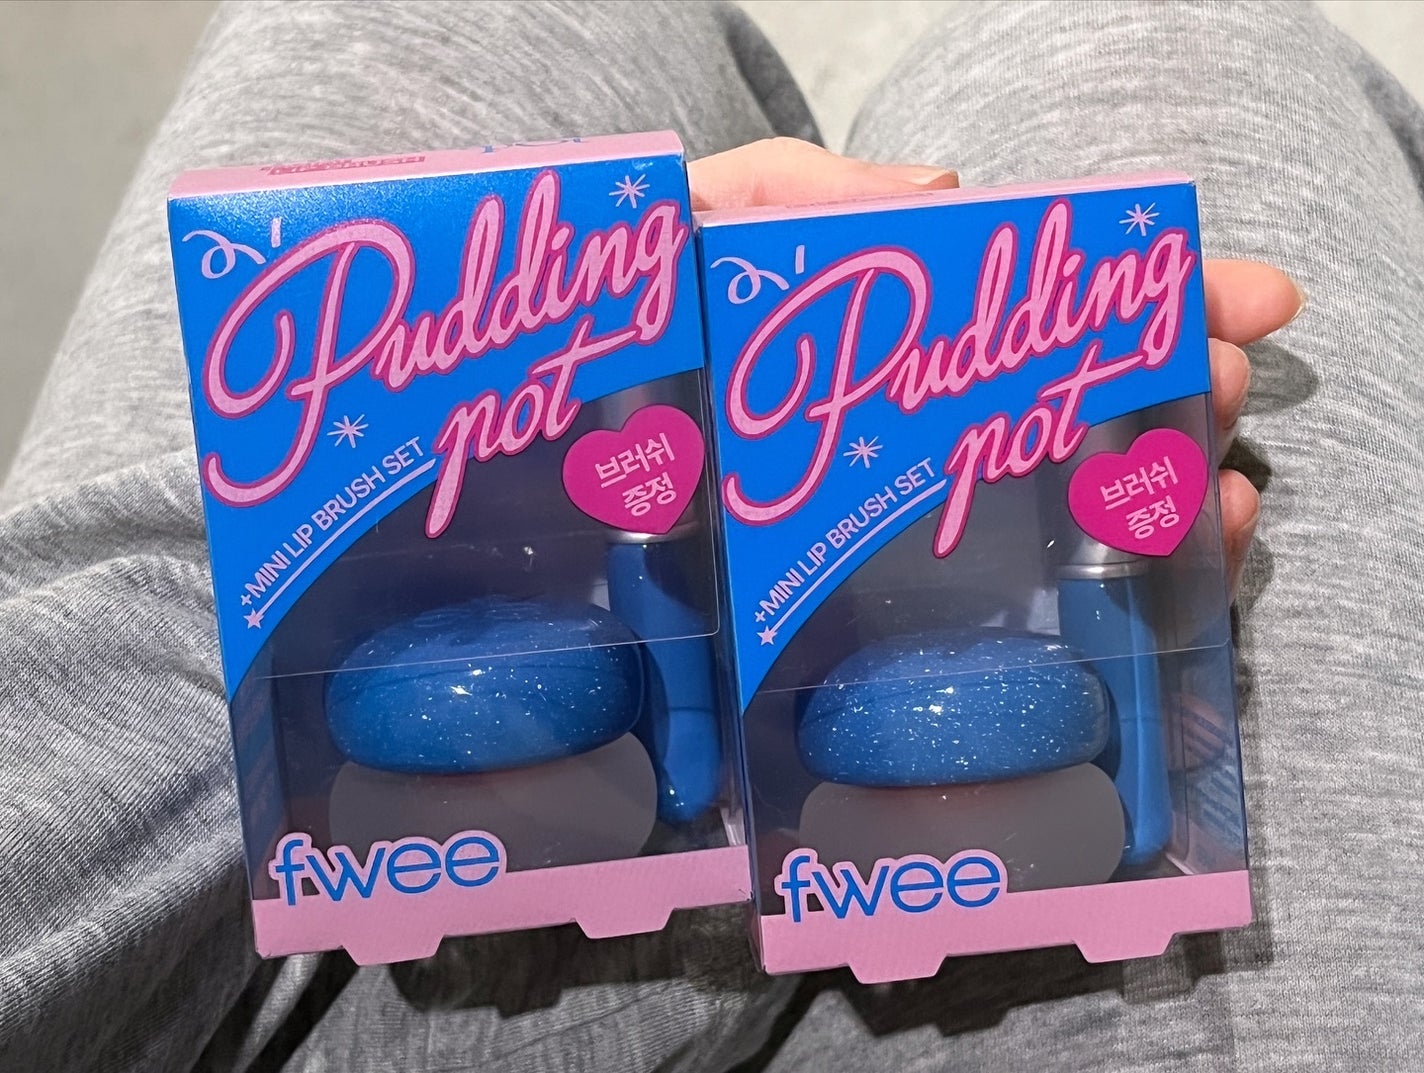 Pudding
pot
+MINI LIP BRUSH SET
브러쉬
증정
fwee
Pudding
pot
+MINI LIP BRUSH SET
브러쉬
증정
fwee